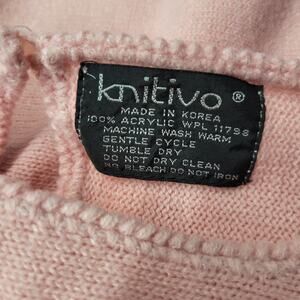 knitivo ®
MADE IN KOREA
100% ACRYLIC WPL 11798
MACHINE WASH WARM
GENTLE CYCLE
TUMBLE DRY
DO NOT DRY CLEAN
NO BLEACH DO NOT IRON